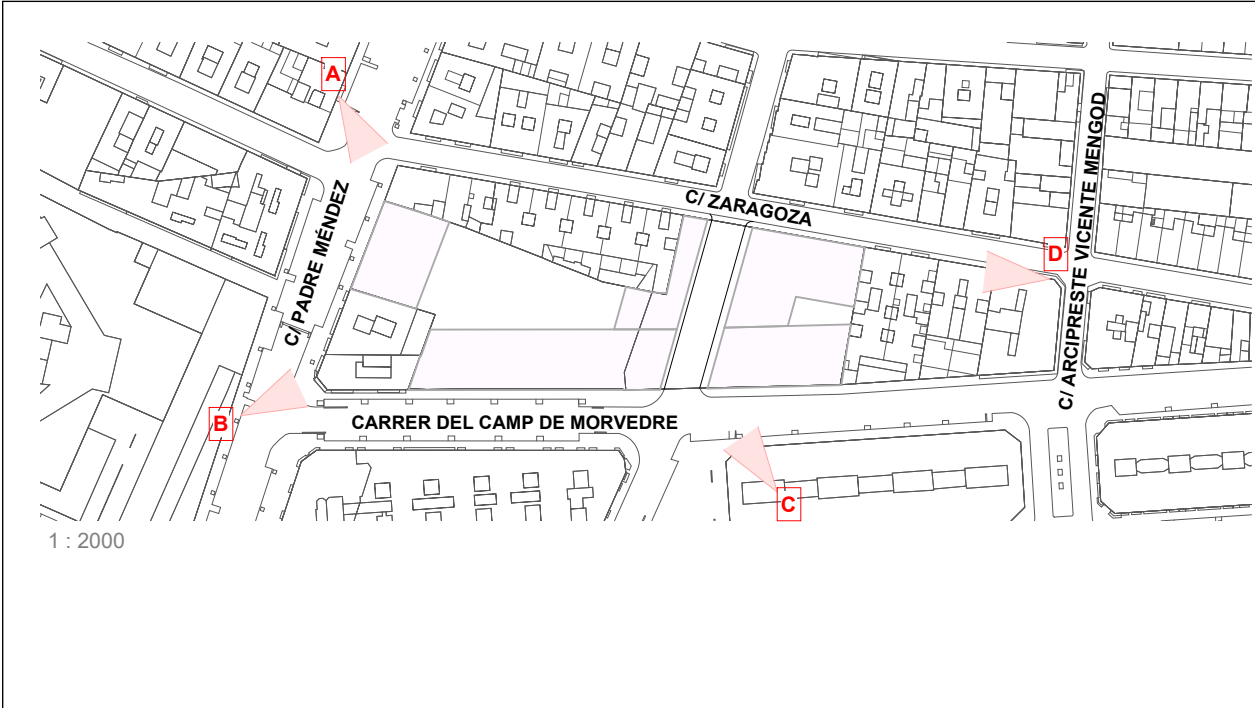 A
C/ ARCIPRESTE VICENTE MENGOD
C/ PADRE MÉNDEZ
C/ ZARAGOZA
D
B
CARRER DEL CAMP DE MORVEDRE
C
1 : 2000